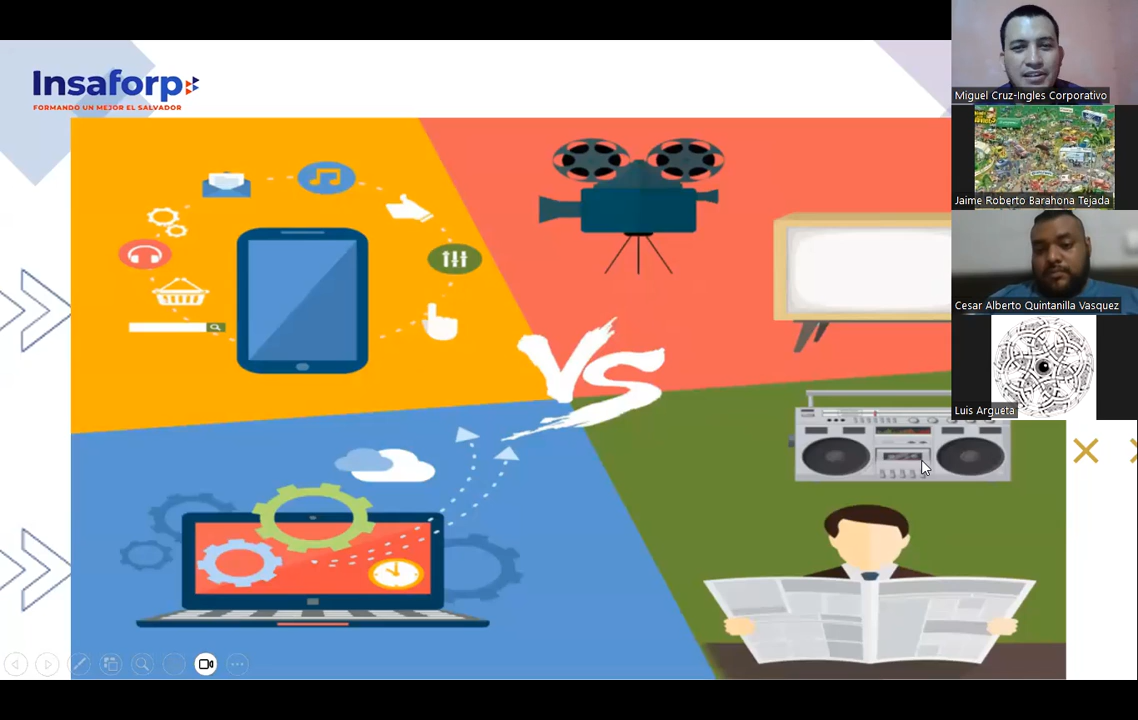 Insaforp
FORMANDO UN MEJOR EL SALVADOR
VS
Miguel Cruz-Ingles Corporativo
Jaime Roberto Barahona Tejada
Cesar Alberto Quintanilla Vasquez
Luis Argueta